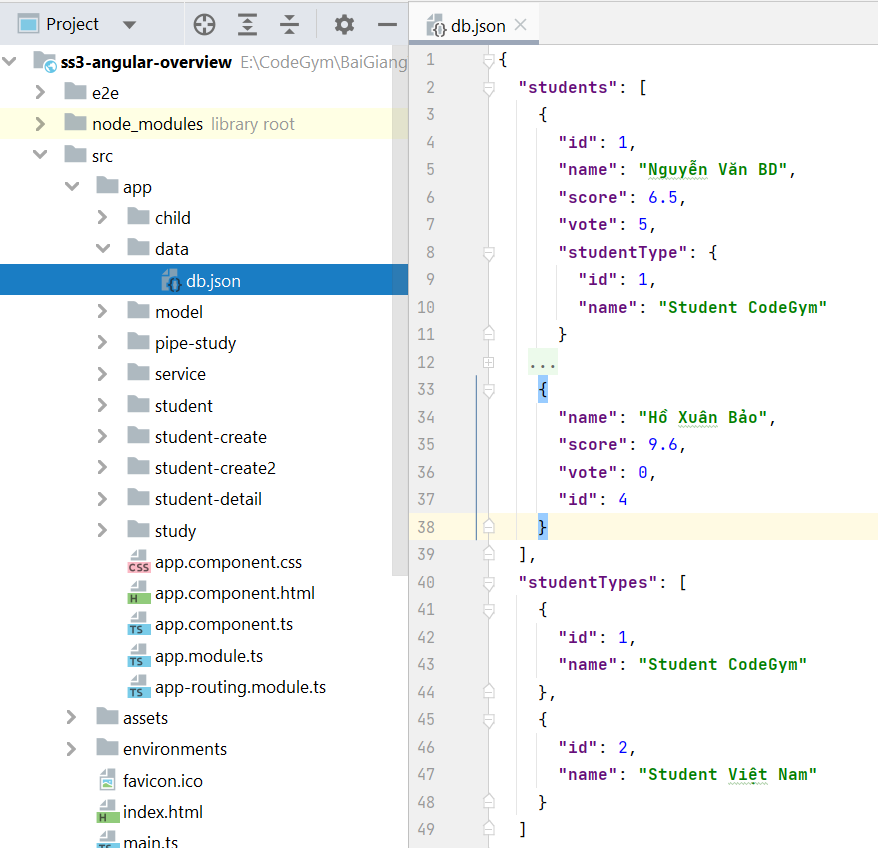 Project
ss3-angular-overview E:\CodeGym\BaiGiang
e2e
node_modules library root
src
app
child
data
db.json
model
pipe-study
service
student
student-create
student-create2
student-detail
study
CSS app.component.css
H app.component.html
TS app.component.ts
TS app.module.ts
TS app-routing.module.ts
assets
environments
favicon.ico
H index.html
TS main.ts
db.json
1 {
2 "students": [
3 {
4 "id": 1,
5 "name": "Nguyễn Văn BD",
6 "score": 6.5,
7 "vote": 5,
8 "studentType": {
9 "id": 1,
10 "name": "Student CodeGym"
11 }
12 ...
33 {
34 "name": "Hồ Xuân Bảo",
35 "score": 9.6,
36 "vote": 0,
37 "id": 4
38 }
39 ],
40 "studentTypes": [
41 {
42 "id": 1,
43 "name": "Student CodeGym"
44 },
45 {
46 "id": 2,
47 "name": "Student Việt Nam"
48 }
49 ]